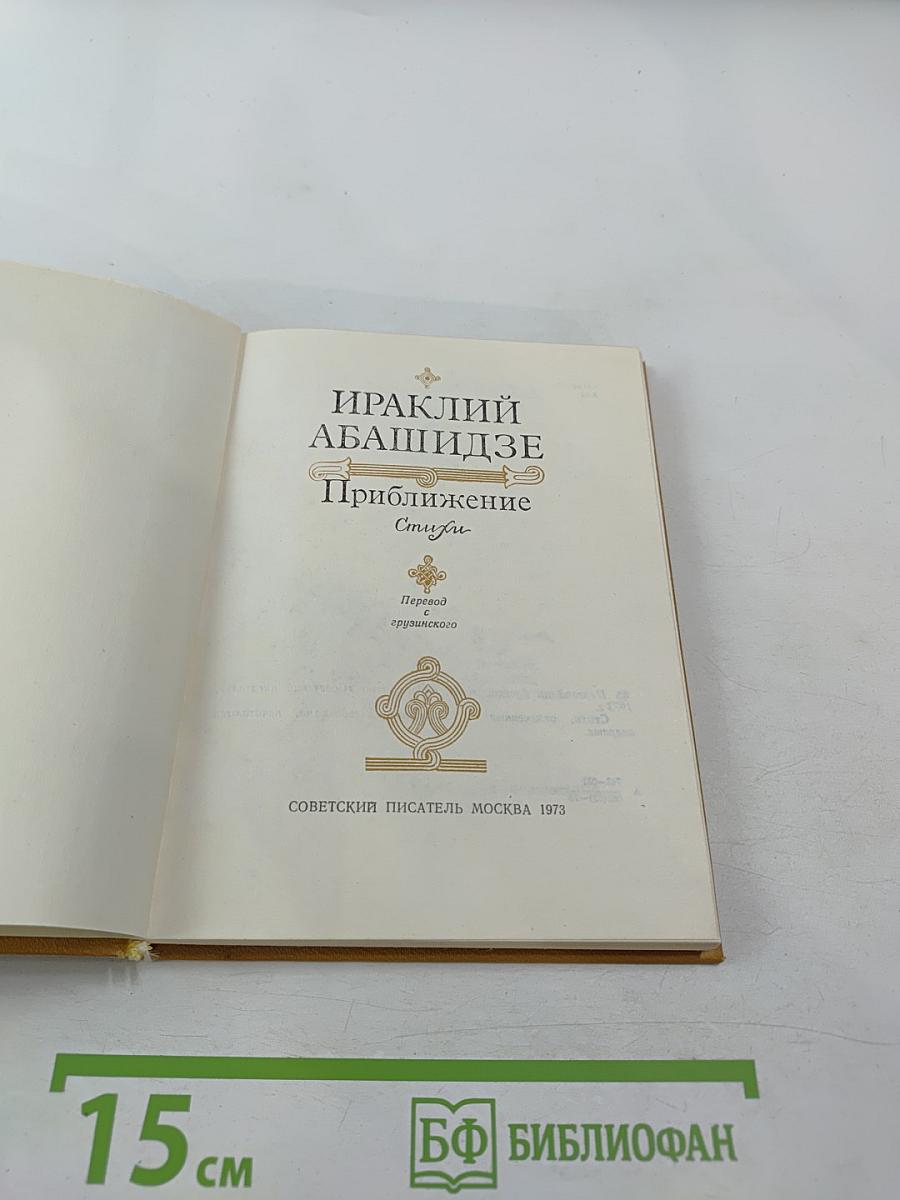 ИРАКЛИЙ
АБАШИДЗЕ
Приближение
Стихи
Перевод
с
грузинского
СОВЕТСКИЙ ПИСАТЕЛЬ МОСКВА 1973
15 см
БФ БИБЛИОФАН